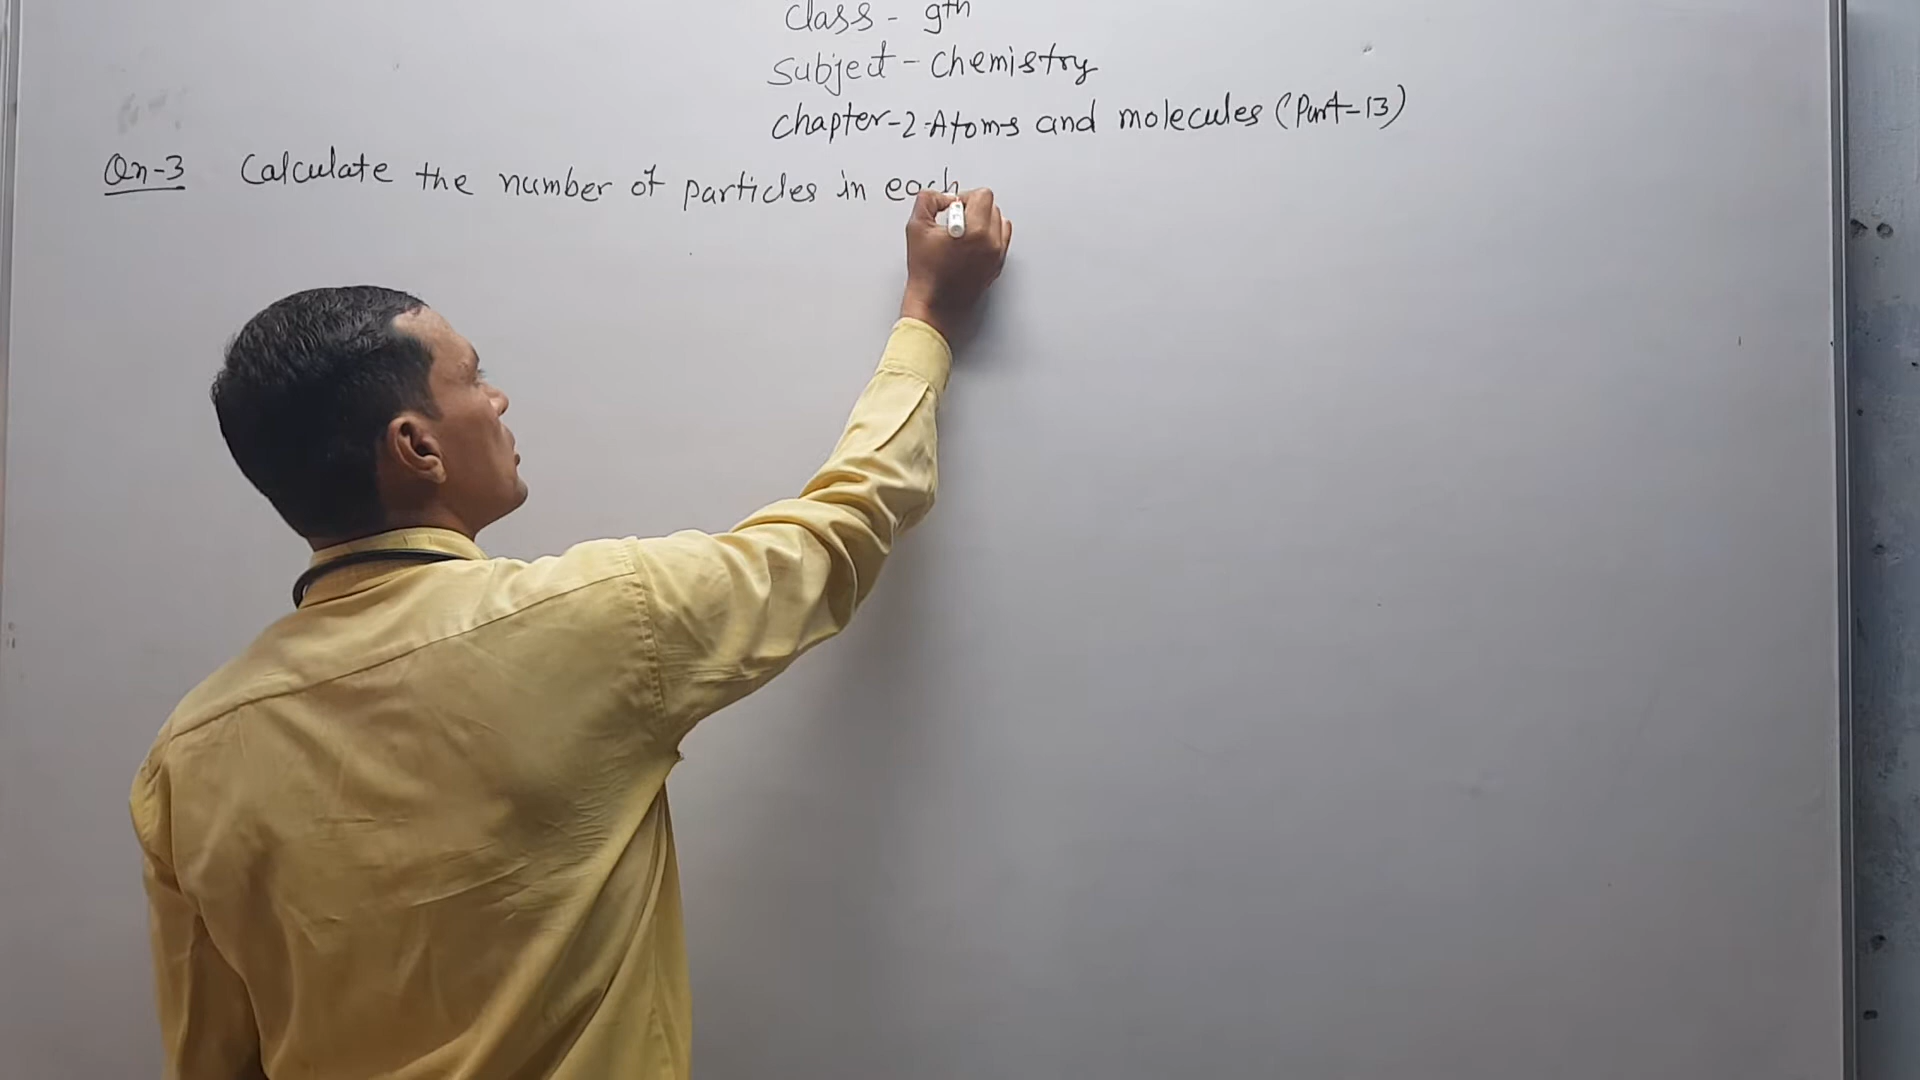 Class - 9th
Subject - Chemistry
Chapter-2-Atoms and molecules (Part-13)
Qn-3 Calculate the number of particles in each